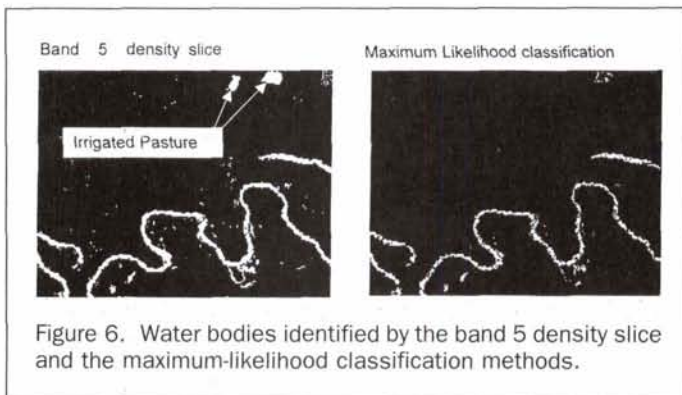 Band 5 density slice
Maximum Likelihood classification
Irrigated Pasture
Figure 6. Water bodies identified by the band 5 density slice
and the maximum-likelihood classification methods.